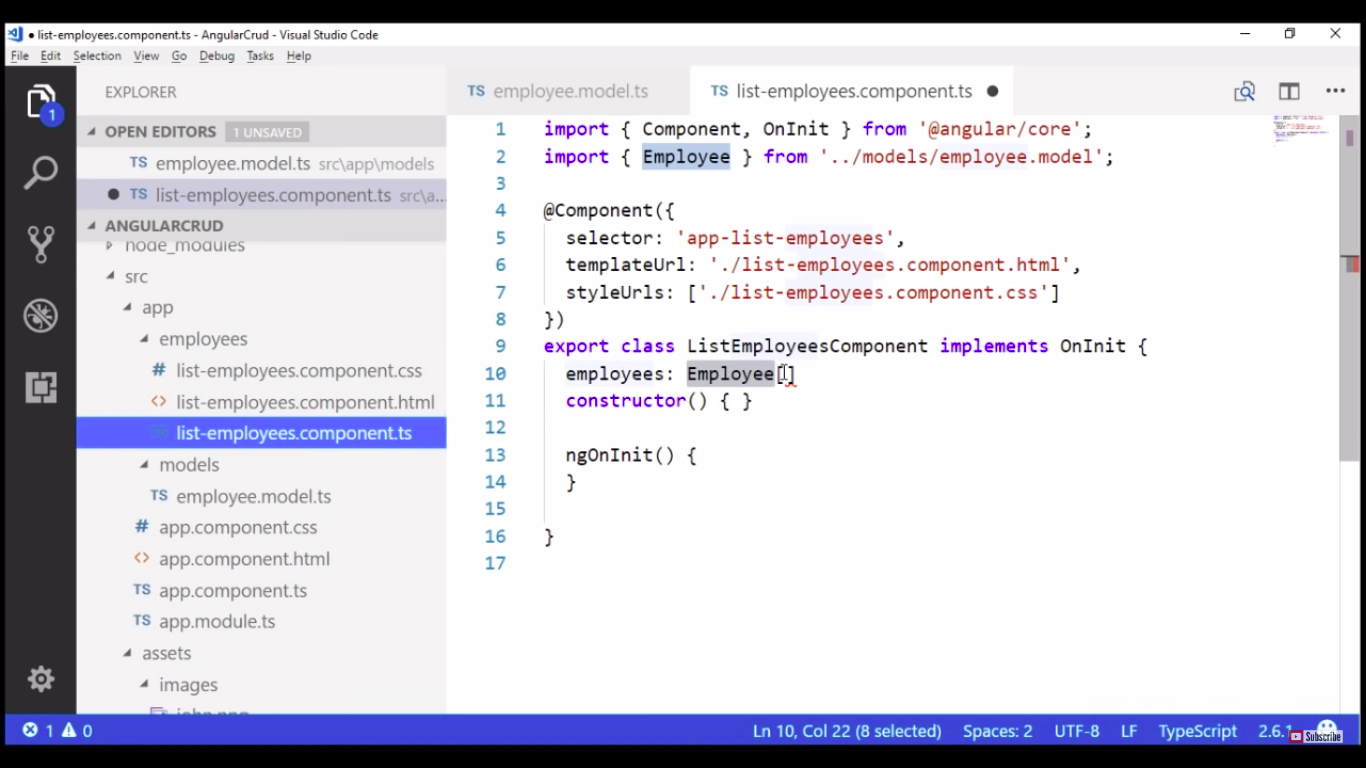 list-employees.component.ts - AngularCrud - Visual Studio Code
File Edit Selection View Go Debug Tasks Help
EXPLORER
OPEN EDITORS 1 UNSAVED
TS employee.model.ts src\app\models
TS list-employees.component.ts src\a...
ANGULARCRUD
node_modules
src
app
employees
# list-employees.component.css
<> list-employees.component.html
TS list-employees.component.ts
models
TS employee.model.ts
# app.component.css
<> app.component.html
TS app.component.ts
TS app.module.ts
assets
images
john.png
1
TS employee.model.ts
TS list-employees.component.ts
1 import { Component, OnInit } from '@angular/core';
2 import { Employee } from '../models/employee.model';
3
4 @Component({
5 selector: 'app-list-employees',
6 templateUrl: './list-employees.component.html',
7 styleUrls: ['./list-employees.component.css']
8 })
9 export class ListEmployeesComponent implements OnInit {
10 employees: Employee[]
11 constructor() { }
12
13 ngOnInit() {
14 }
15
16 }
17
1 0
Ln 10, Col 22 (8 selected) Spaces: 2 UTF-8 LF TypeScript 2.6.1
Subscribe